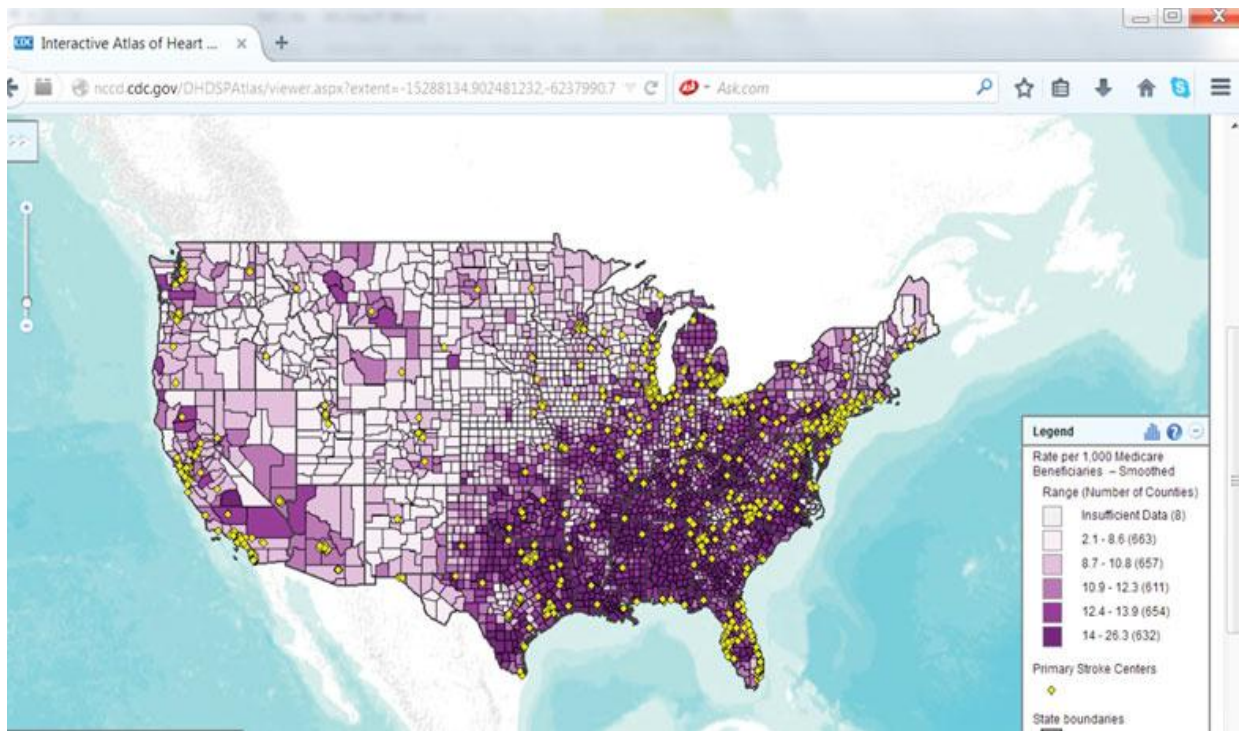 CDC Interactive Atlas of Heart ... × +
nccd.cdc.gov/DHDSPAtlas/viewer.aspx?extent=-15288134.902481232,-6237990.7
Ask.com
Legend
Rate per 1,000 Medicare
Beneficiaries – Smoothed
Range (Number of Counties)
Insufficient Data (8)
2.1 - 8.6 (663)
8.7 - 10.8 (657)
10.9 - 12.3 (611)
12.4 - 13.9 (654)
14 - 26.3 (632)
Primary Stroke Centers
State boundaries